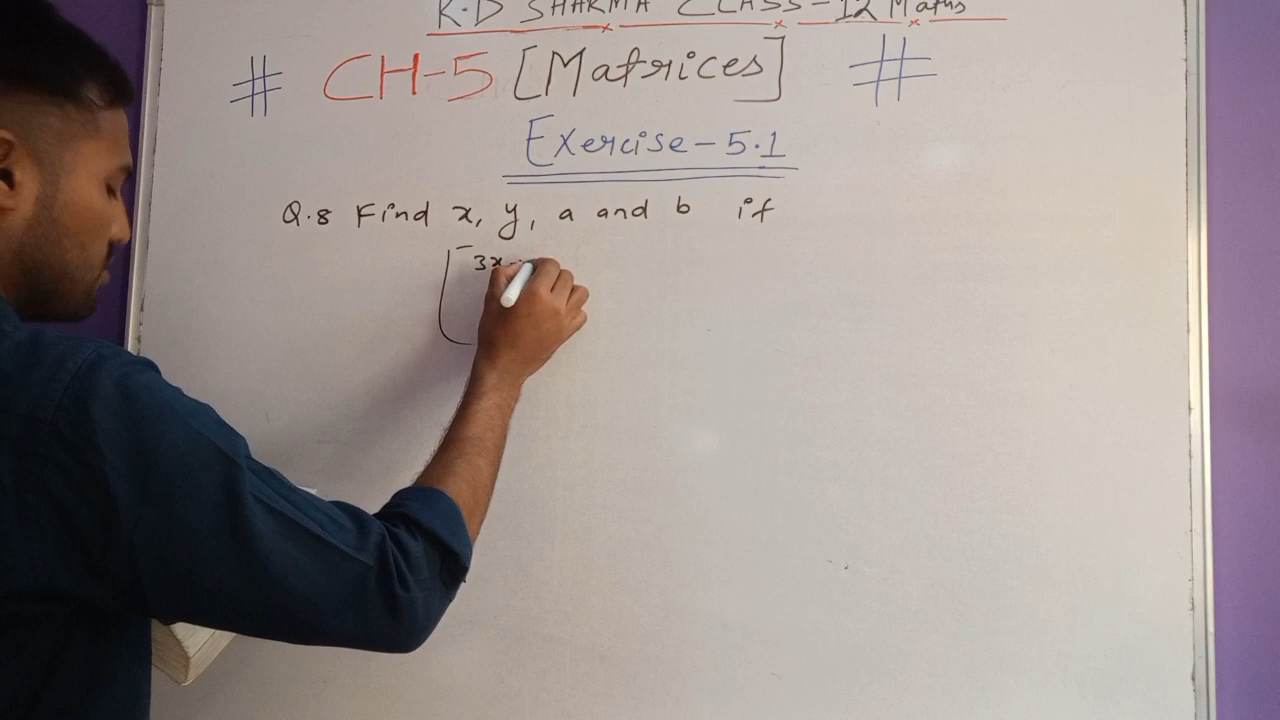 K.D SHARMA CLASS-12 Maths
# CH-5 [Matrices] #
Exercise-5.1
Q.8 Find x, y, a and b if
[3x